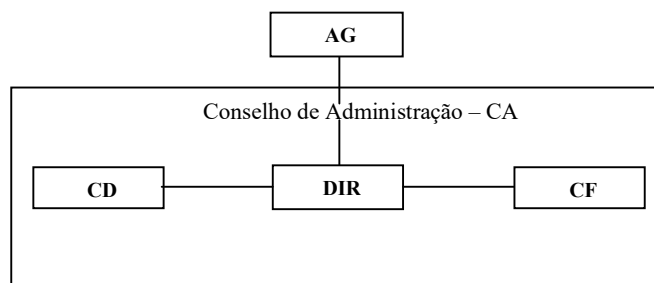 AG
Conselho de Administração – CA
CD
DIR
CF